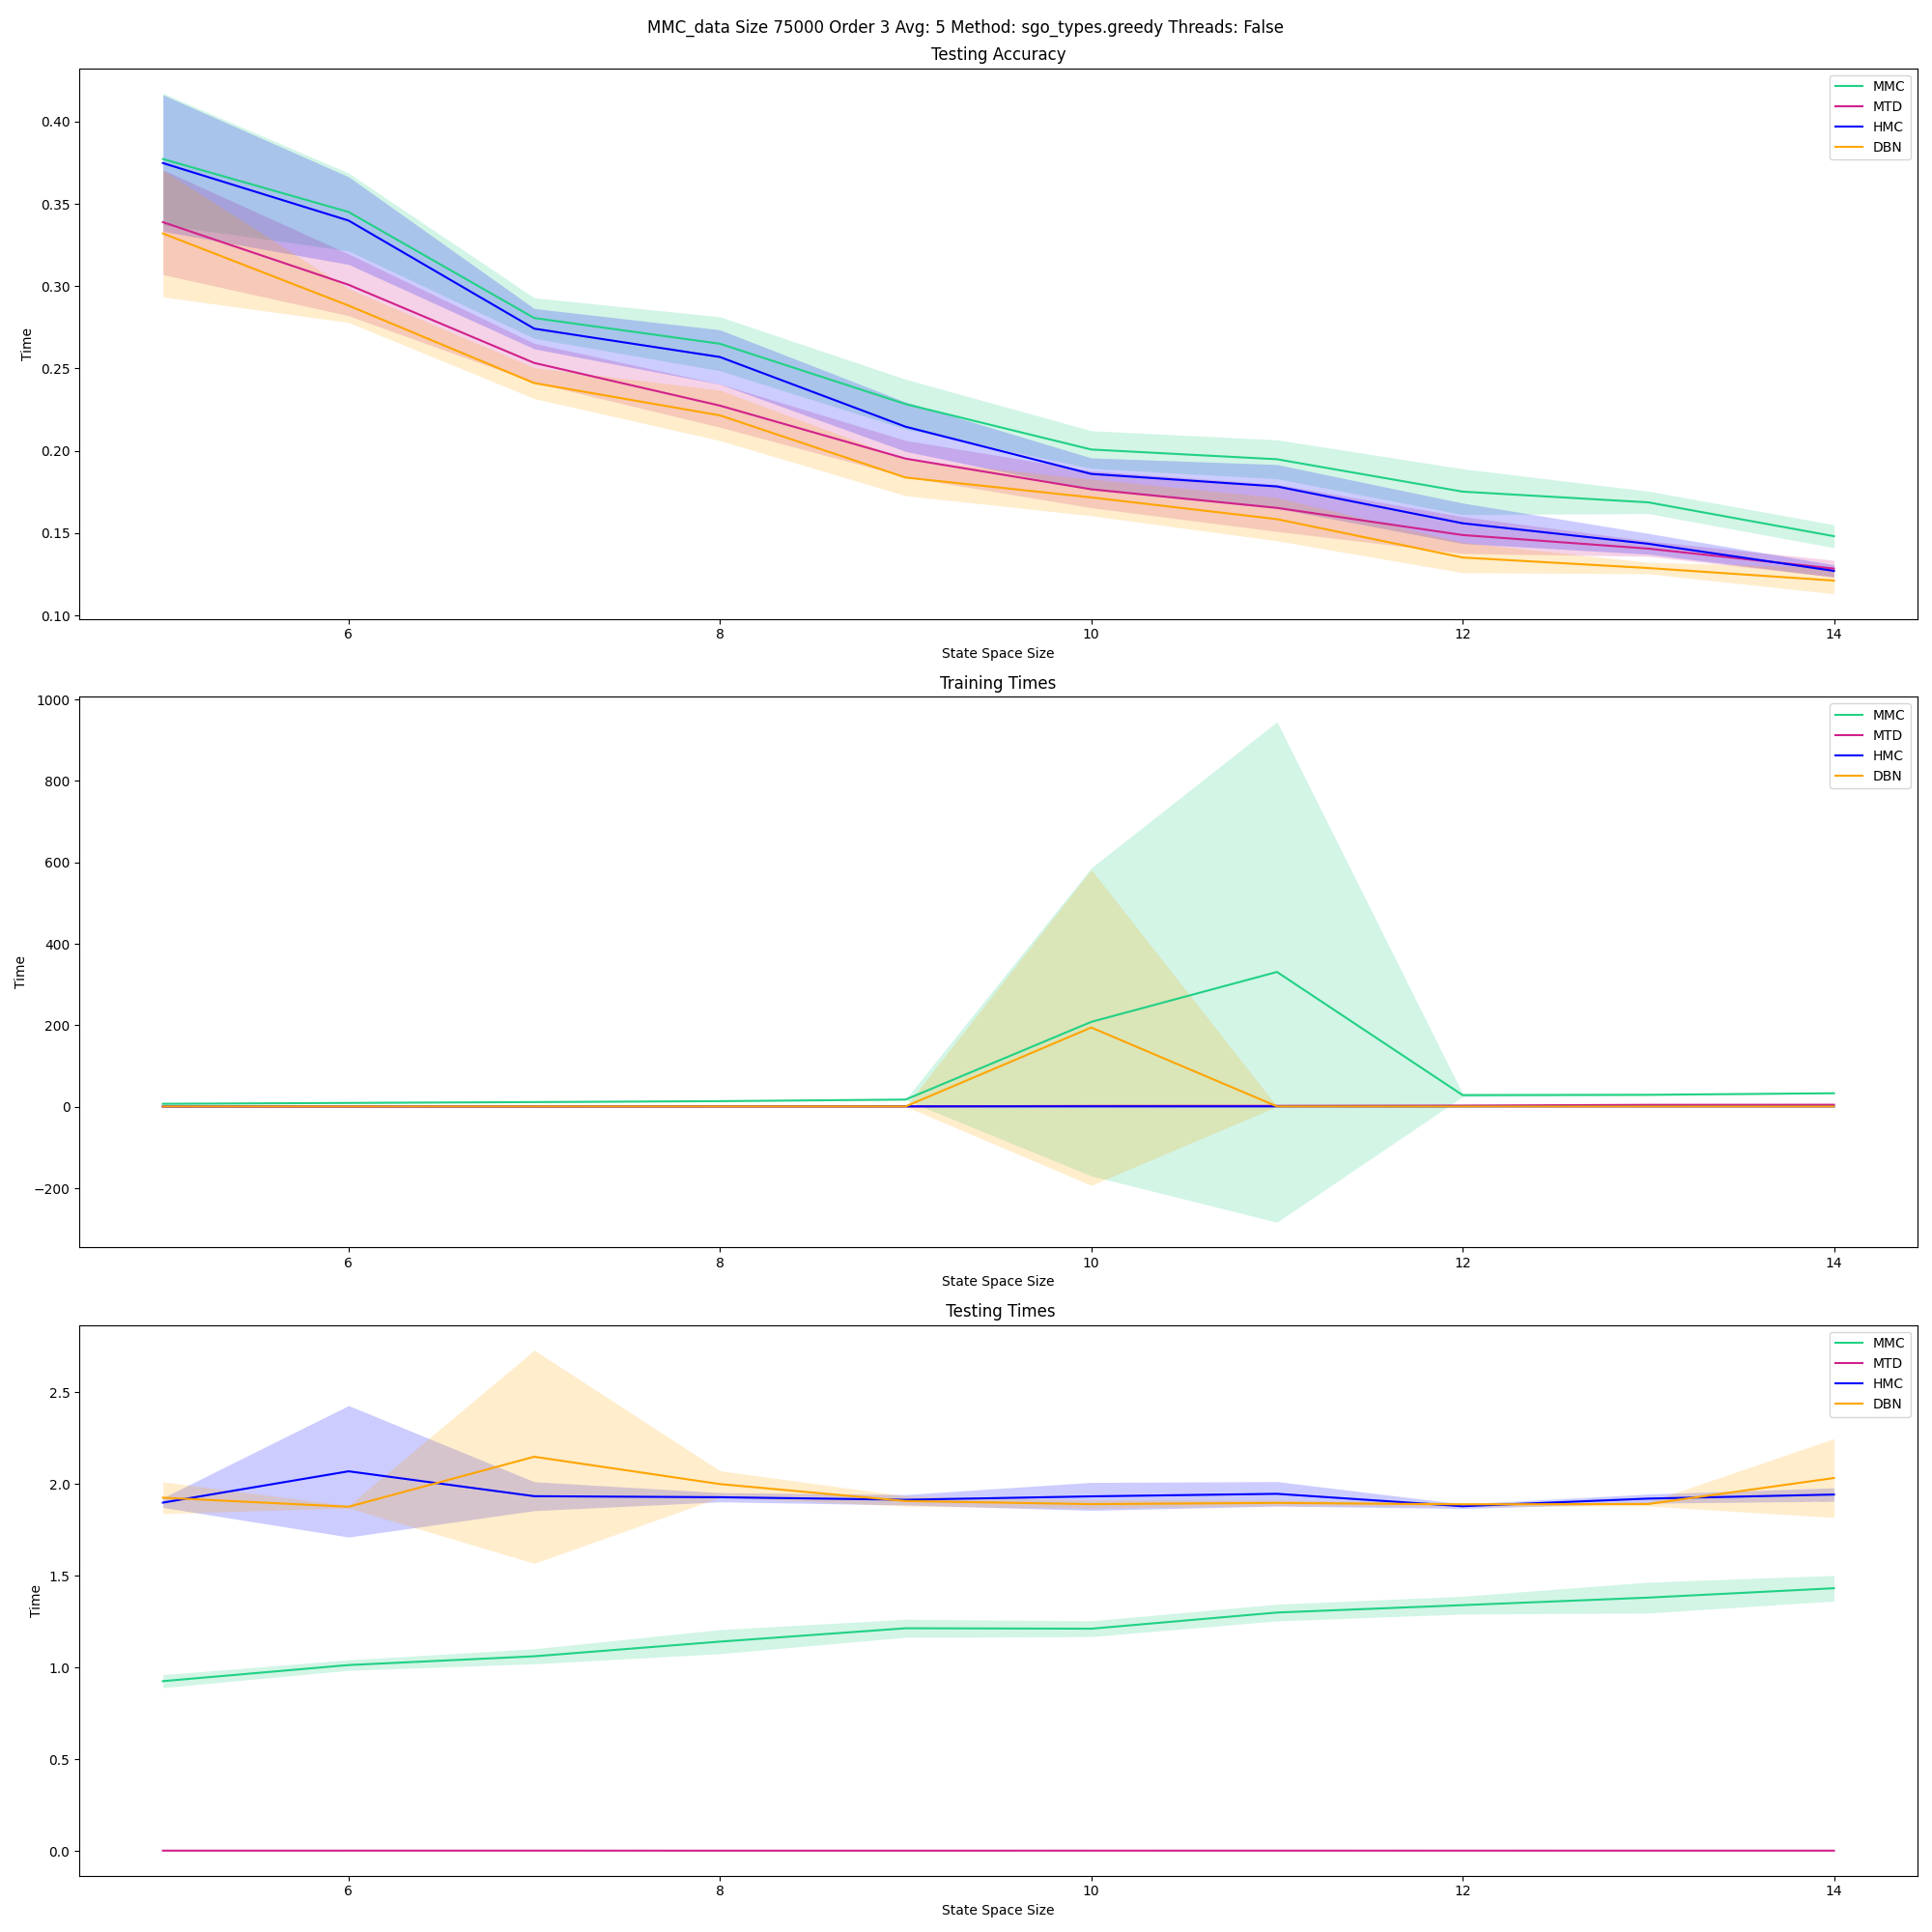 MMC_data Size 75000 Order 3 Avg: 5 Method: sgo_types.greedy Threads: False
Testing Accuracy
MMC
MTD
HMC
DBN
0.40
0.35
0.30
0.25
0.20
0.15
0.10
Time
6
8
10
12
14
State Space Size
Training Times
MMC
MTD
HMC
DBN
1000
800
600
400
200
0
−200
Time
6
8
10
12
14
State Space Size
Testing Times
MMC
MTD
HMC
DBN
2.5
2.0
1.5
1.0
0.5
0.0
Time
6
8
10
12
14
State Space Size